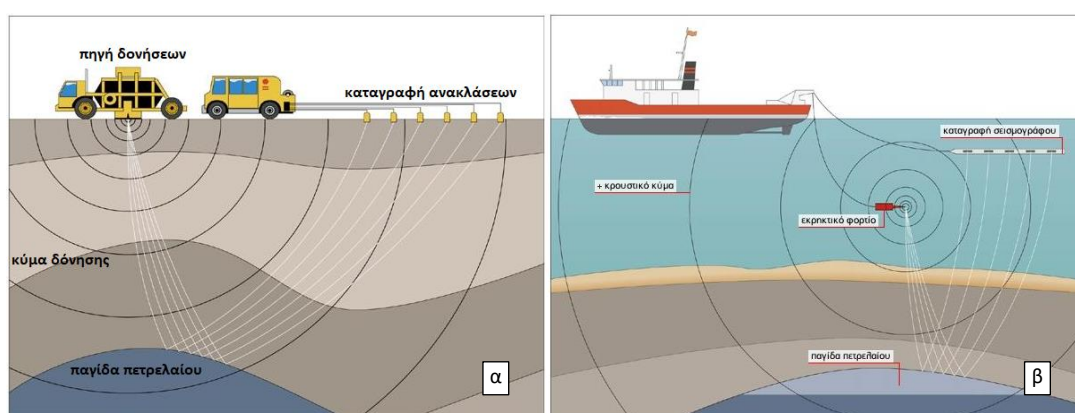 πηγή δονήσεων
καταγραφή ανακλάσεων
κύμα δόνησης
παγίδα πετρελαίου
α
καταγραφή σεισμογράφου
+ κρουστικό κύμα
εκρηκτικό φορτίο
παγίδα πετρελαίου
β